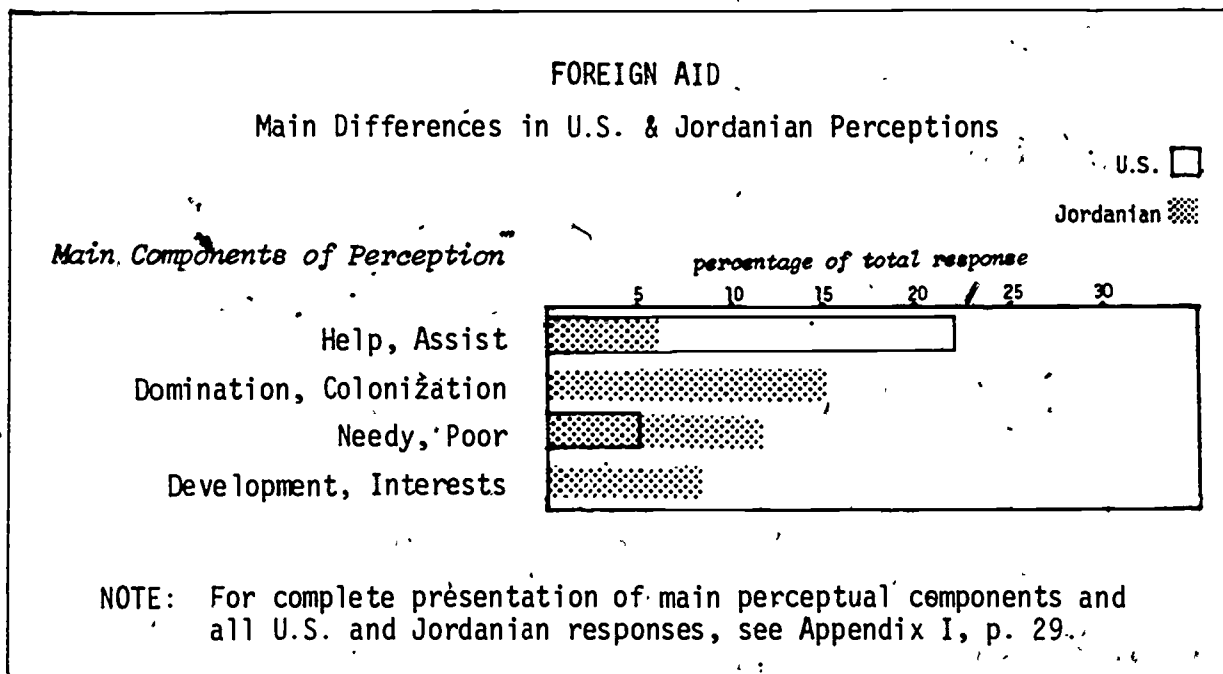 FOREIGN AID
Main Differences in U.S. & Jordanian Perceptions
U.S.
Jordanian
Main Components of Perception
percentage of total response
5 10 15 20 25 30
Help, Assist
Domination, Colonization
Needy, Poor
Development, Interests
NOTE: For complete presentation of main perceptual components and
all U.S. and Jordanian responses, see Appendix I, p. 29.